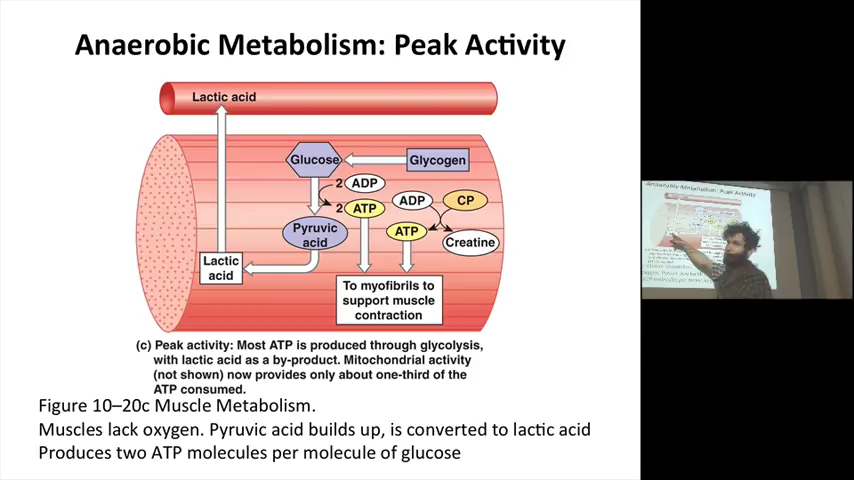 Anaerobic Metabolism: Peak Activity
Lactic acid
Glucose
Glycogen
2 ADP
2 ATP
ADP
CP
Pyruvic
acid
ATP
Creatine
Lactic
acid
To myofibrils to
support muscle
contraction
(c) Peak activity: Most ATP is produced through glycolysis,
with lactic acid as a by-product. Mitochondrial activity
(not shown) now provides only about one-third of the
ATP consumed.
Figure 10–20c Muscle Metabolism.
Muscles lack oxygen. Pyruvic acid builds up, is converted to lactic acid
Produces two ATP molecules per molecule of glucose
Anaerobic Metabolism: Peak Activity